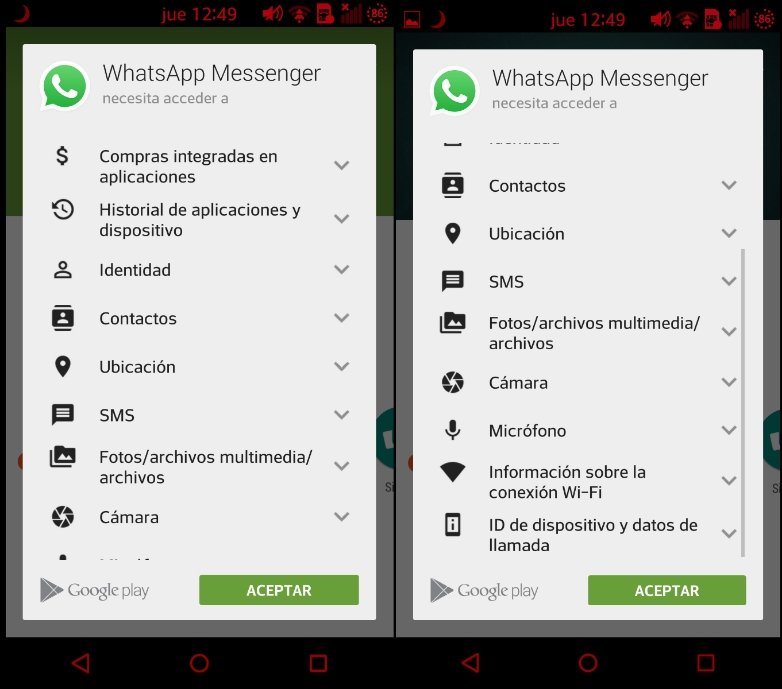 jue 12:49
86
WhatsApp Messenger
necesita acceder a
Compras integradas en
aplicaciones
Historial de aplicaciones y
dispositivo
Identidad
Contactos
Ubicación
SMS
Fotos/archivos multimedia/
archivos
Cámara
Google play
ACEPTAR
jue 12:49
86
WhatsApp Messenger
necesita acceder a
Contactos
Ubicación
SMS
Fotos/archivos multimedia/
archivos
Cámara
Micrófono
Información sobre la
conexión Wi-Fi
ID de dispositivo y datos de
llamada
Google play
ACEPTAR